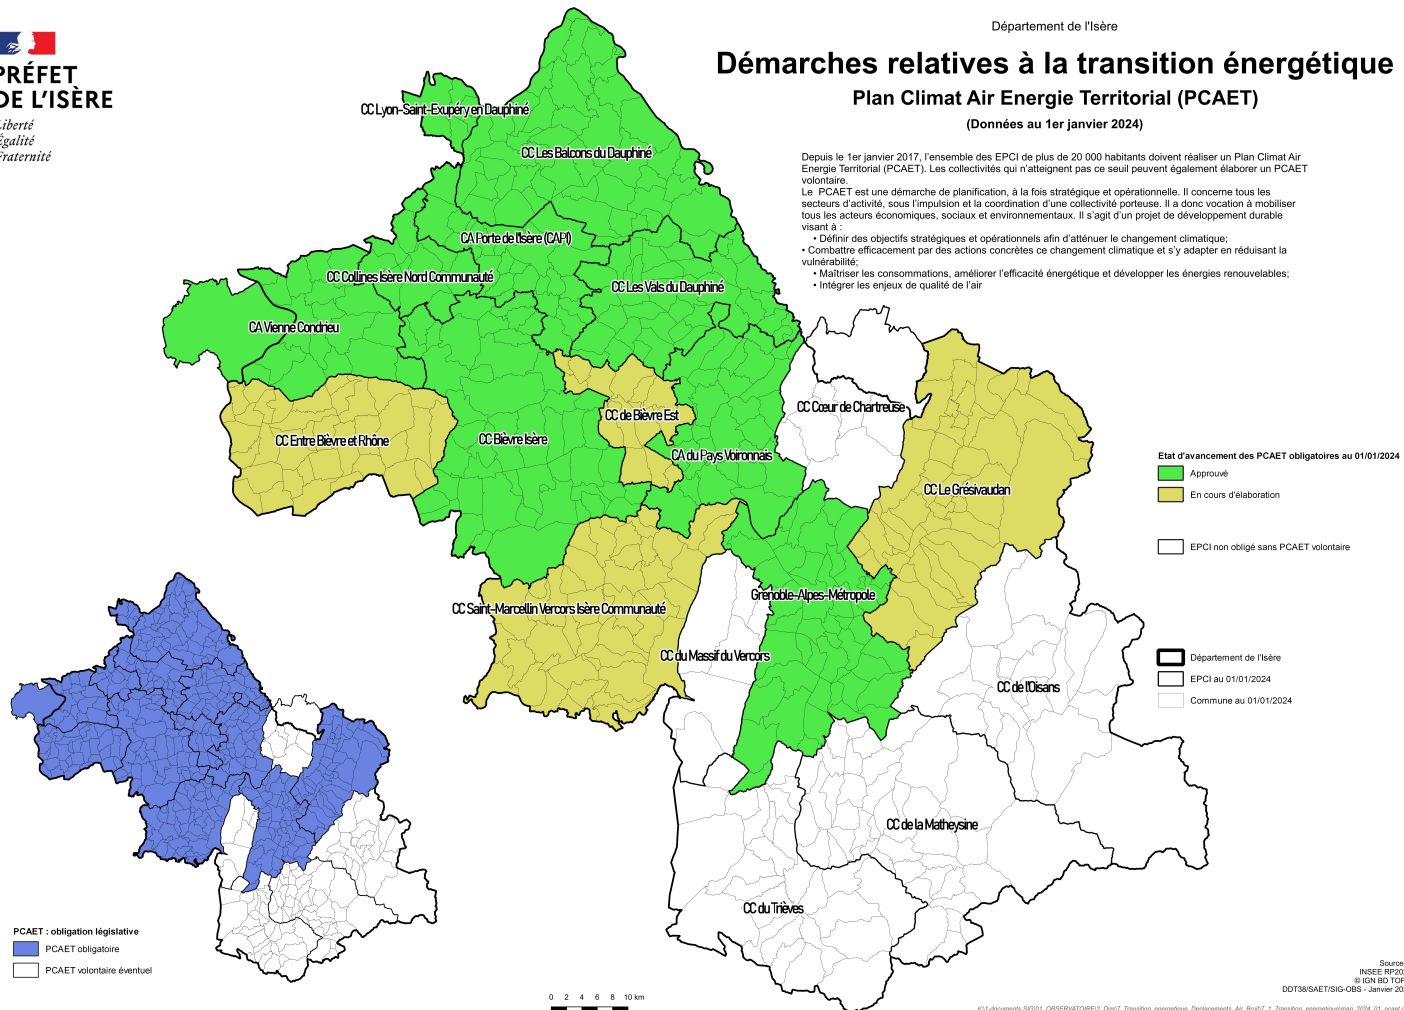 PRÉFET
DE L'ISÈRE
Liberté
Égalité
Fraternité
Département de l'Isère
Démarches relatives à la transition énergétique
Plan Climat Air Energie Territorial (PCAET)
(Données au 1er janvier 2024)
Depuis le 1er janvier 2017, l'ensemble des EPCI de plus de 20 000 habitants doivent réaliser un Plan Climat Air
Energie Territorial (PCAET). Les collectivités qui n'atteignent pas ce seuil peuvent également élaborer un PCAET
volontaire.
Le PCAET est une démarche de planification, à la fois stratégique et opérationnelle. Il concerne tous les
secteurs d'activité, sous l'impulsion et la coordination d'une collectivité porteuse. Il a donc vocation à mobiliser
tous les acteurs économiques, sociaux et environnementaux. Il s'agit d'un projet de développement durable
visant à :
• Définir des objectifs stratégiques et opérationnels afin d'atténuer le changement climatique;
• Combattre efficacement par des actions concrètes ce changement climatique et s'y adapter en réduisant la
vulnérabilité;
• Maîtriser les consommations, améliorer l'efficacité énergétique et développer les énergies renouvelables;
• Intégrer les enjeux de qualité de l'air
CC Lyon-Saint-Exupéry en Dauphiné
CC Les Balcons du Dauphiné
CA Porte de l'Isère (CAPI)
CC Collines Isère Nord Communauté
CC Les Vals du Dauphiné
CA Vienne Condrieu
CC Cœur de Chartreuse
CC de Bièvre Est
CC Entre Bièvre et Rhône
CC Bièvre Isère
CA du Pays Voironnais
CC Le Grésivaudan
Grenoble-Alpes-Métropole
CC Saint-Marcellin Vercors Isère Communauté
CC du Massif du Vercors
CC de l'Oisans
CC de la Matheysine
CC du Trièves
Etat d'avancement des PCAET obligatoires au 01/01/2024
Approuvé
En cours d'élaboration
EPCI non obligé sans PCAET volontaire
Département de l'Isère
EPCI au 01/01/2024
Commune au 01/01/2024
PCAET : obligation législative
PCAET obligatoire
PCAET volontaire éventuel
0 2 4 6 8 10 km
Source
INSEE
© IGN BD
DDT38/SAET/SIG-OBS - Janvier